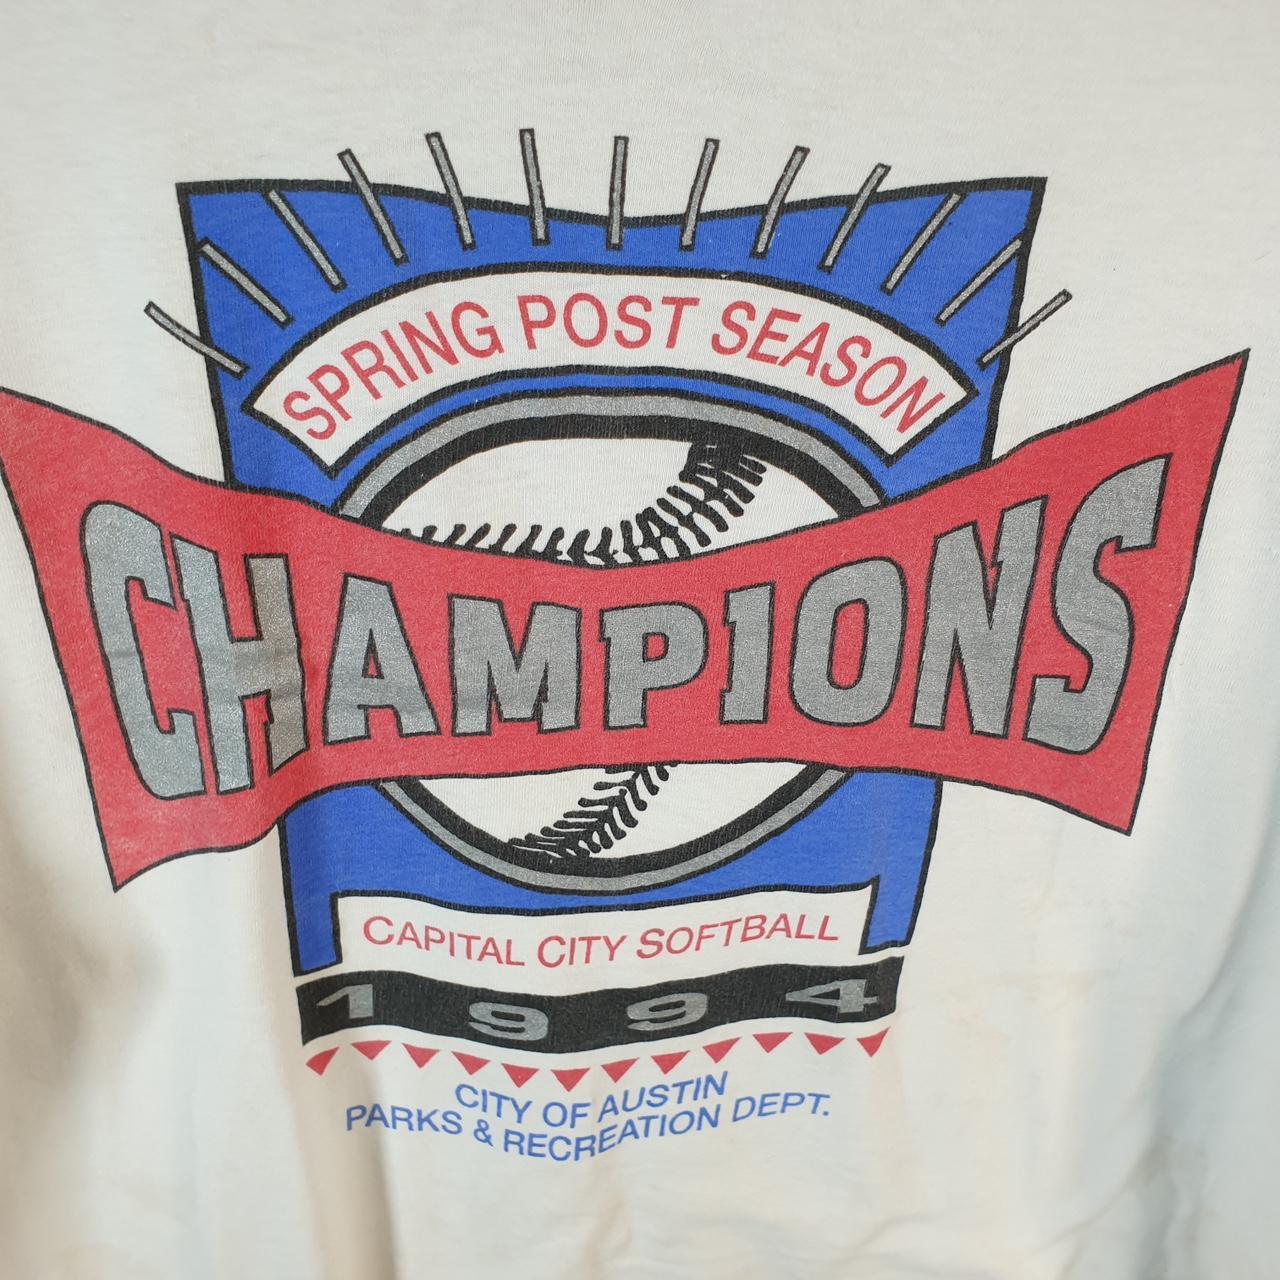 SPRING POST SEASON
CHAMPIONS
CAPITAL CITY SOFTBALL
1994
CITY OF AUSTIN
PARKS & RECREATION DEPT.